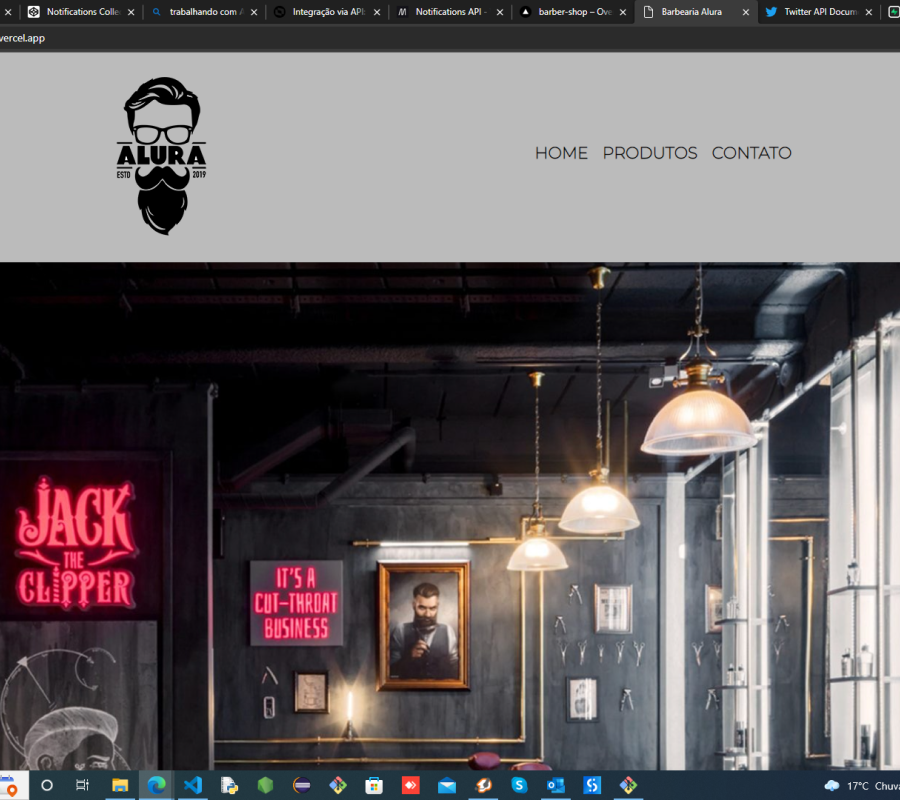 Notifications Colle
trabalhando com
Integração via API
Notifications API -
barber-shop – Ove
Barbearia Alura
Twitter API Docum
vercel.app
ALURA
ESTD 2019
HOME PRODUTOS CONTATO
JACK
THE
CLIPPER
IT'S A
CUT-THROAT
BUSINESS
17°C Chuva